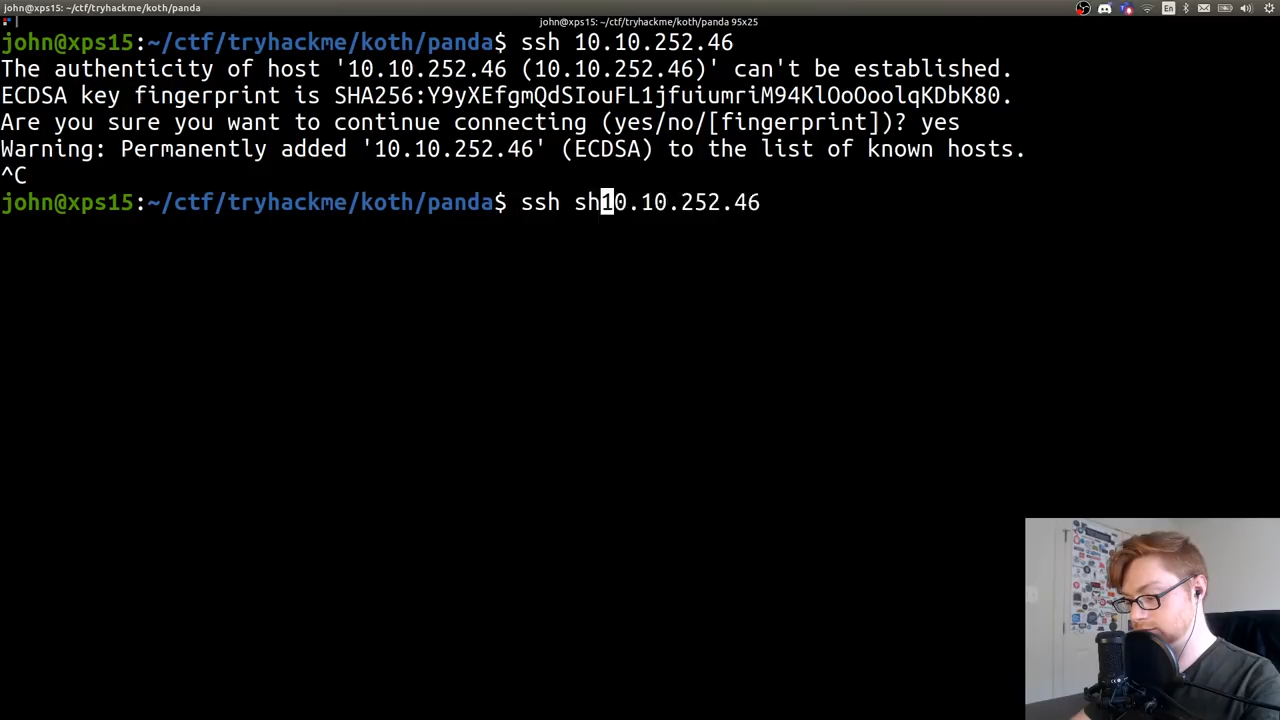 john@xps15: ~/ctf/tryhackme/koth/panda
En
john@xps15: ~/ctf/tryhackme/koth/panda 95x25
john@xps15:~/ctf/tryhackme/koth/panda$ ssh 10.10.252.46
The authenticity of host '10.10.252.46 (10.10.252.46)' can't be established.
ECDSA key fingerprint is SHA256:Y9yXEfgmQdSIouFL1jfuiumriM94KlOoOoolqKDbK80.
Are you sure you want to continue connecting (yes/no/[fingerprint])? yes
Warning: Permanently added '10.10.252.46' (ECDSA) to the list of known hosts.
^C
john@xps15:~/ctf/tryhackme/koth/panda$ ssh sh10.10.252.46